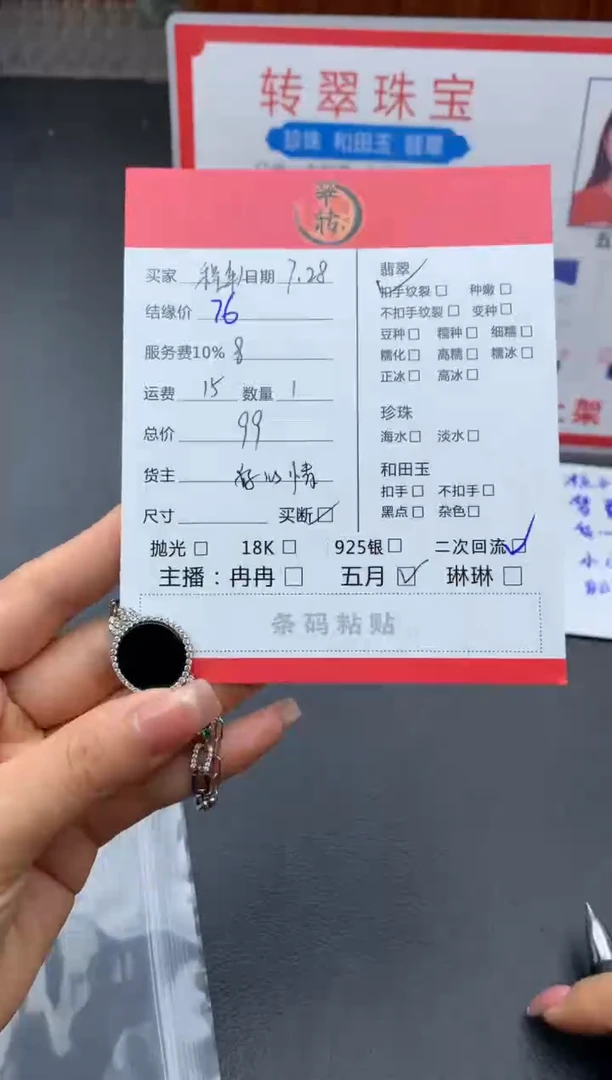 转翠珠宝
珍珠 和田玉 翡翠
翠
转
买家 日期 7.28
结缘价 76
服务费10% 8
运费 15 数量 1
总价 99
货主 好心情
尺寸 买断
翡翠
扣手纹裂 种嫩
不扣手纹裂 变种
豆种 糯种 细糯
糯化 高糯 糯冰
正冰 高冰
珍珠
海水 淡水
和田玉
扣手 不扣手
黑点 杂色
抛光 18K 925银 二次回流
主播：冉冉 五月 琳琳
条码粘贴
架